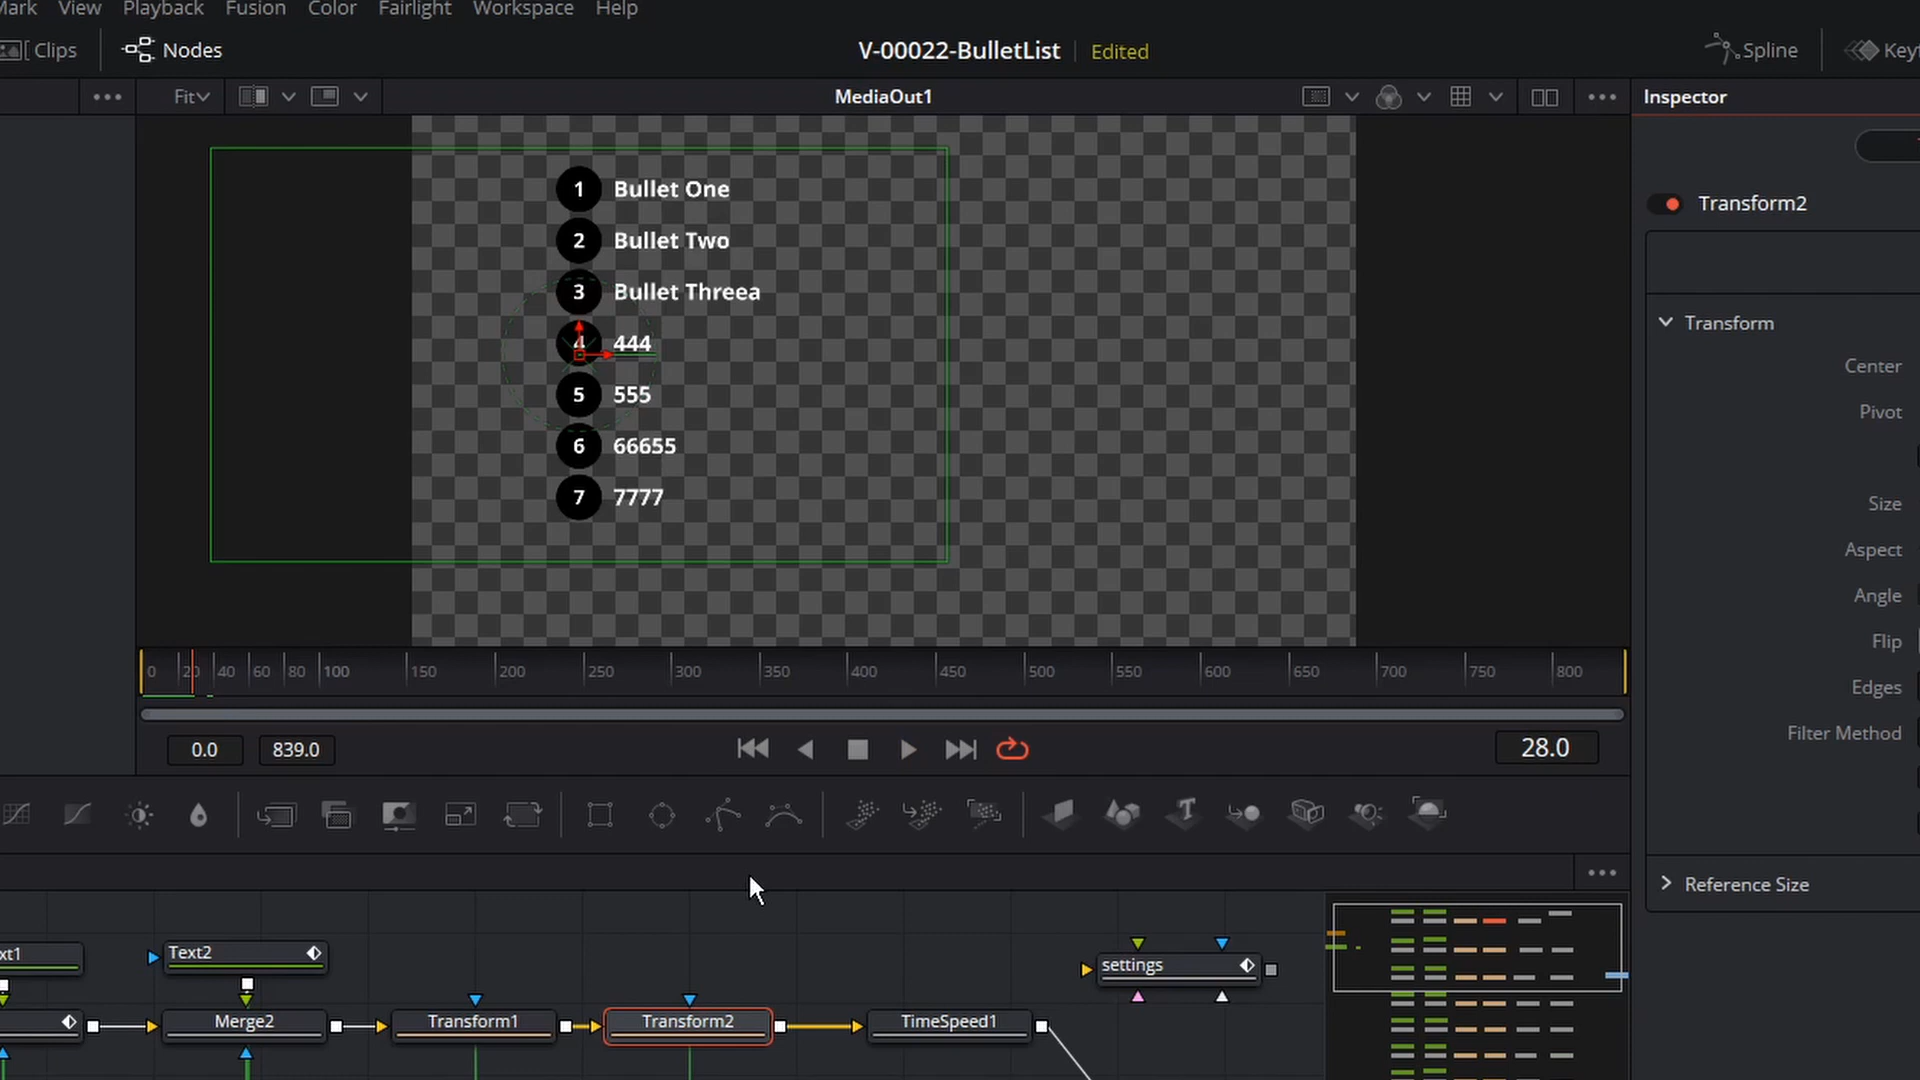 Mark View Playback Fusion Color Fairlight Workspace Help
Clips Nodes V-00022-BulletList Edited Spline Keyf
Fit MediaOut1 Inspector
Transform2
1 Bullet One
2 Bullet Two
3 Bullet Threea
4 444
5 555
6 66655
7 7777
Transform
Center
Pivot
Size
Aspect
Angle
Flip
Edges
Filter Method
0 20 40 60 80 100 150 200 250 300 350 400 450 500 550 600 650 700 750 800
0.0 839.0 28.0
Reference Size
xt1 Text2 settings
Merge2 Transform1 Transform2 TimeSpeed1